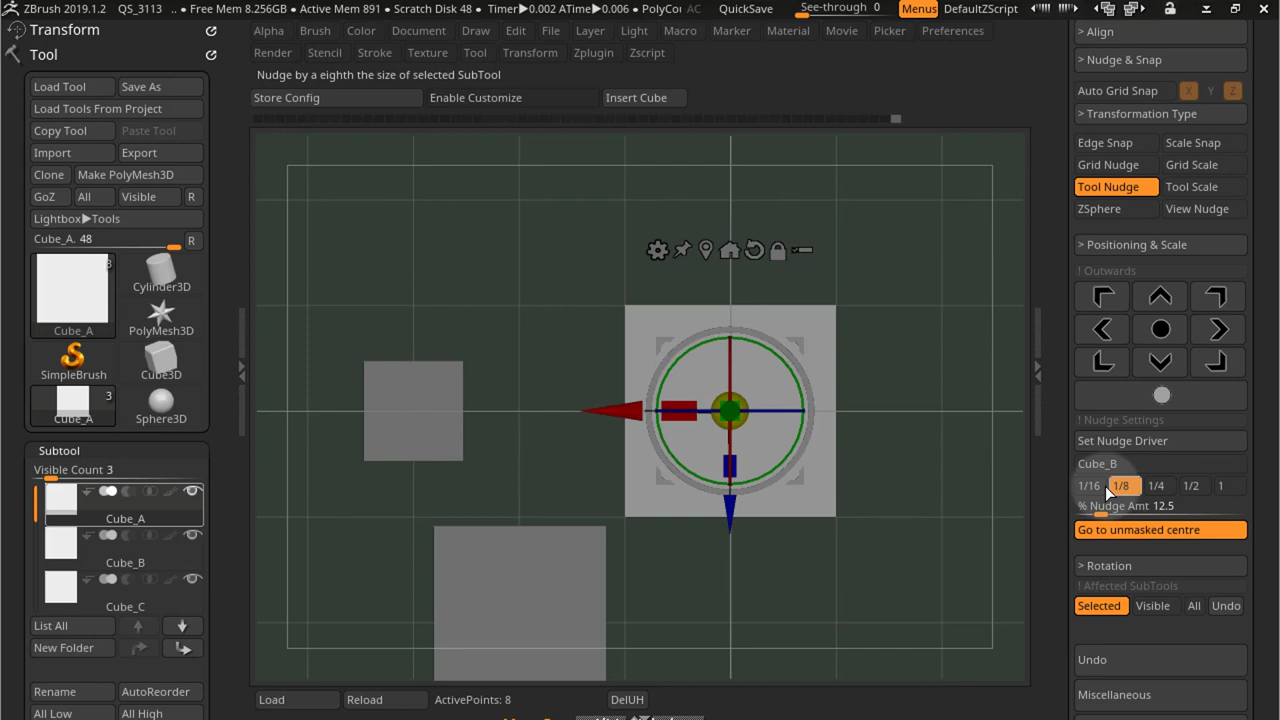 ZBrush 2019.1.2 QS_3113 .. • Free Mem 8.256GB • Active Mem 891 • Scratch Disk 48 • Timer▶0.002 ATime▶0.006 • PolyCou AC QuickSave See-through 0 Menus DefaultZScript
Transform
Tool
Load Tool Save As
Load Tools From Project
Copy Tool Paste Tool
Import Export
Clone Make PolyMesh3D
GoZ All Visible R
Lightbox▶Tools
Cube_A. 48 R
3
Cube_A
Cylinder3D
PolyMesh3D
SimpleBrush
Cube3D
3
Cube_A
Sphere3D
Subtool
Visible Count 3
Cube_A
Cube_B
Cube_C
List All
New Folder
Rename AutoReorder
All Low All High
Alpha Brush Color Document Draw Edit File Layer Light Macro Marker Material Movie Picker Preferences
Render Stencil Stroke Texture Tool Transform Zplugin Zscript
Nudge by a eighth the size of selected SubTool
Store Config Enable Customize Insert Cube
Load Reload ActivePoints: 8 DelUH
> Align
> Nudge & Snap
Auto Grid Snap X Y Z
> Transformation Type
Edge Snap Scale Snap
Grid Nudge Grid Scale
Tool Nudge Tool Scale
ZSphere View Nudge
> Positioning & Scale
! Outwards
! Nudge Settings
Set Nudge Driver
Cube_B
1/16 1/8 1/4 1/2 1
% Nudge Amt 12.5
Go to unmasked centre
> Rotation
! Affected SubTools
Selected Visible All Undo
Undo
Miscellaneous